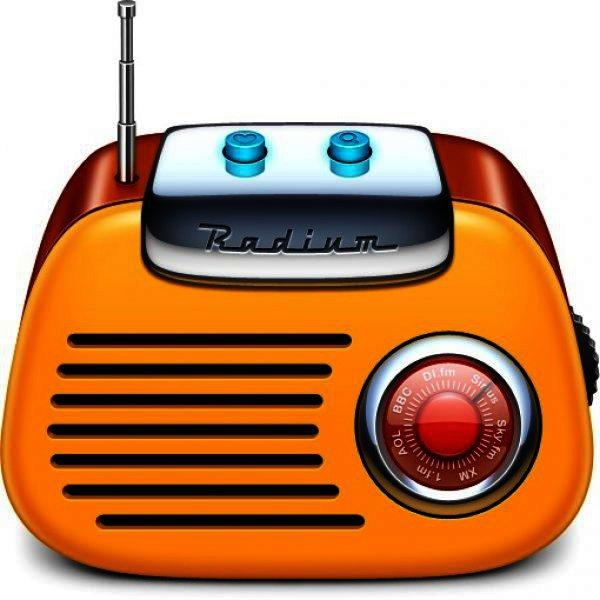 Radium
AOL
BBC
DI.fm
Sirius
Sky.fm
XM
1.fm